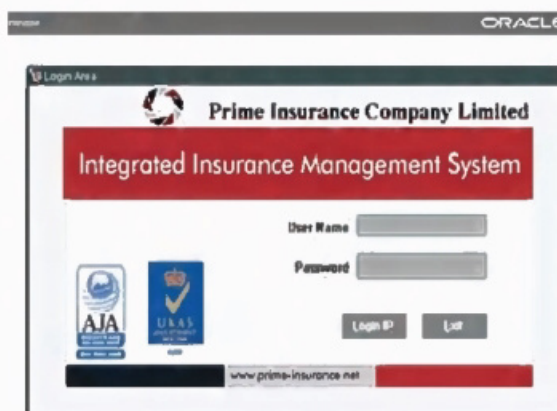 ORACLE
Login Area
Prime Insurance Company Limited
Integrated Insurance Management System
User Name
Password
AJA
UKAS
Login IP
Exit
www.prime-insurance.net